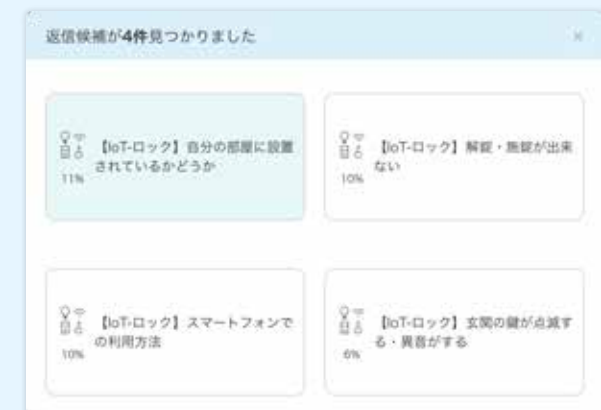 返信候補が4件見つかりました
×
【IoT-ロック】自分の部屋に設置
されているかどうか
11%
【IoT-ロック】解錠・施錠が出来
ない
10%
【IoT-ロック】スマートフォンで
の利用方法
10%
【IoT-ロック】玄関の鍵が点滅す
る・異音がする
6%